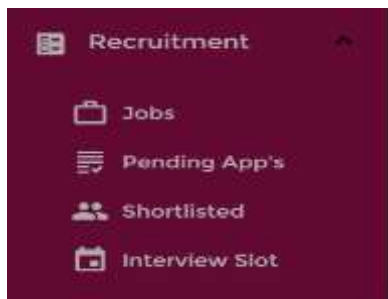 Recruitment
Jobs
Pending App's
Shortlisted
Interview Slot